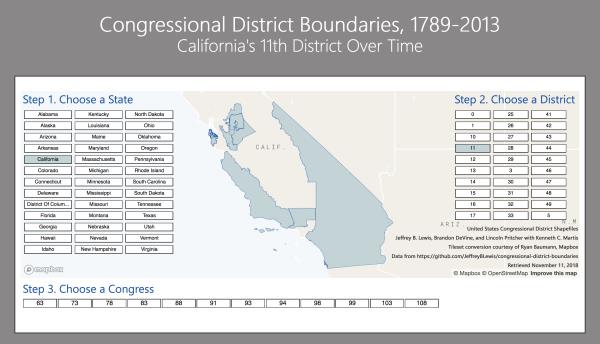 Congressional District Boundaries, 1789-2013
California's 11th District Over Time
Step 1. Choose a State
Alabama Kentucky North Dakota
Alaska Louisiana Ohio
Arizona Maine Oklahoma
Arkansas Maryland Oregon
California Massachusetts Pennsylvania
Colorado Michigan Rhode Island
Connecticut Minnesota South Carolina
Delaware Mississippi South Dakota
District Of Colum... Missouri Tennessee
Florida Montana Texas
Georgia Nebraska Utah
Hawaii Nevada Vermont
Idaho New Hampshire Virginia
CALIF.
ARIZ
N M
mapbox
Step 2. Choose a District
0 25 41
1 26 42
10 27 43
11 28 44
12 29 45
13 3 46
14 30 47
15 31 48
16 32 49
17 33 5
United States Congressional District Shapefiles
Jeffrey B. Lewis, Brandon DeVine, and Lincoln Pritcher with Kenneth C. Martis
Tileset conversion courtesy of Ryan Baumann, Mapbox
Data from https://github.com/JeffreyBLewis/congressional-district-boundaries
Retrieved November 11, 2018
© Mapbox © OpenStreetMap Improve this map
Step 3. Choose a Congress
63 73 78 83 88 91 93 94 98 99 103 108